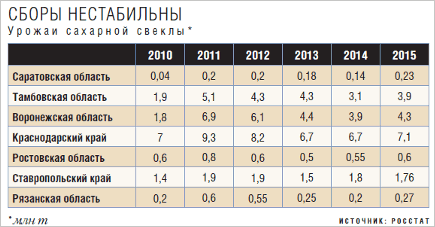 СБОРЫ НЕСТАБИЛЬНЫ
Урожаи сахарной свеклы*
2010 2011 2012 2013 2014 2015
Саратовская область 0,04 0,2 0,2 0,18 0,14 0,23
Тамбовская область 1,9 5,1 4,3 4,3 3,1 3,9
Воронежская область 1,8 6,9 6,1 4,4 3,9 4,3
Краснодарский край 7 9,3 8,2 6,7 6,7 7,1
Ростовская область 0,6 0,8 0,6 0,5 0,55 0,6
Ставропольский край 1,4 1,9 1,9 1,5 1,8 1,76
Рязанская область 0,2 0,6 0,55 0,25 0,2 0,27
*млн т ИСТОЧНИК: РОССТАТ